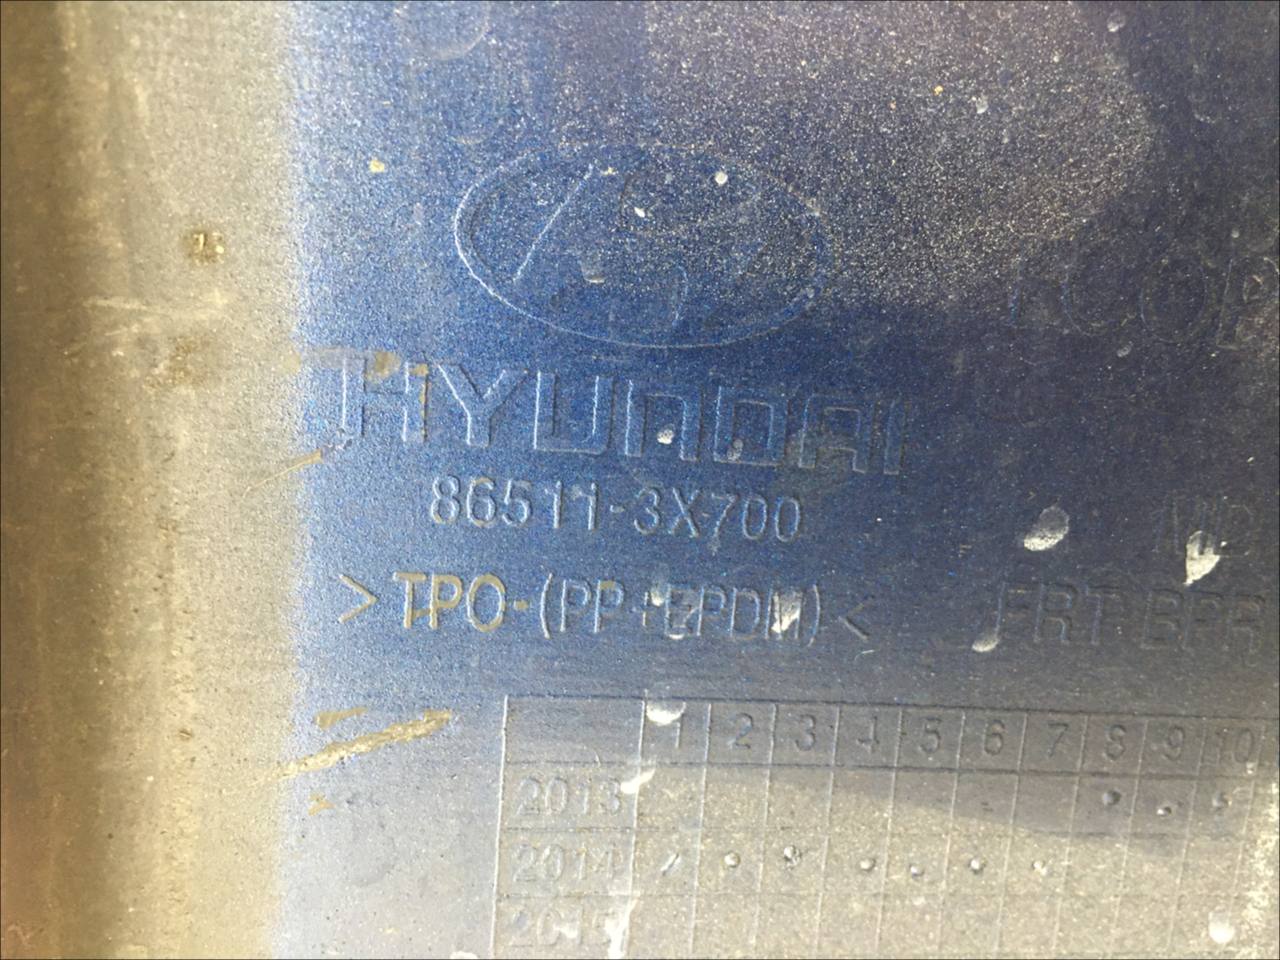 HYUNDAI
86511-3X700
>TPO-(PP+EPDM)<
FRT BPR
1 2 3 4 5 6 7 8 9 10
2013
2014
2015